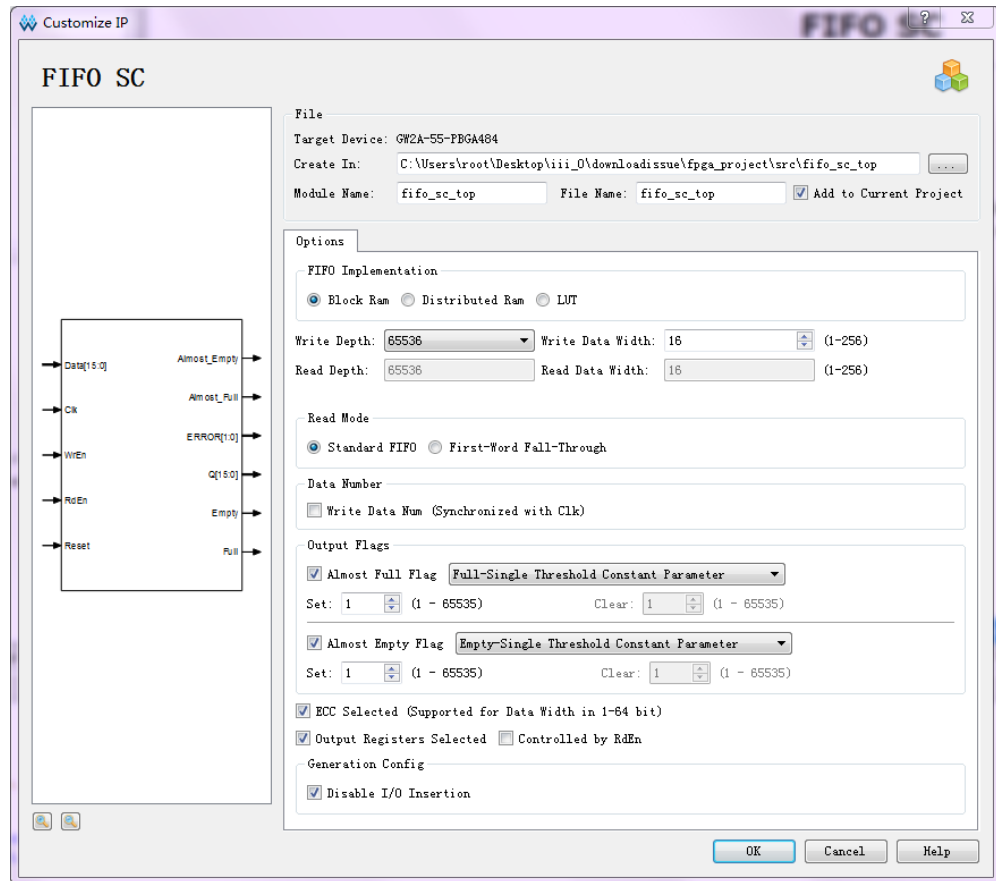 Customize IP
FIFO SC
FIFO SC
File
Target Device: GW2A-55-PBGA484
Create In: C:\Users\root\Desktop\iii_0\downloadissue\fpga_project\src\fifo_sc_top ...
Module Name: fifo_sc_top File Name: fifo_sc_top Add to Current Project
Options
FIFO Implementation
Block Ram Distributed Ram LUT
Write Depth: 65536 Write Data Width: 16 (1-256)
Read Depth: 65536 Read Data Width: 16 (1-256)
Read Mode
Standard FIFO First-Word Fall-Through
Data Number
Write Data Num (Synchronized with Clk)
Output Flags
Almost Full Flag Full-Single Threshold Constant Parameter
Set: 1 (1 - 65535) Clear: 1 (1 - 65535)
Almost Empty Flag Empty-Single Threshold Constant Parameter
Set: 1 (1 - 65535) Clear: 1 (1 - 65535)
ECC Selected (Supported for Data Width in 1-64 bit)
Output Registers Selected Controlled by RdEn
Generation Config
Disable I/O Insertion
Data[15:0]
Clk
WrEn
RdEn
Reset
Almost_Empty
Almost_Full
ERROR[1:0]
Q[15:0]
Empty
Full
OK Cancel Help